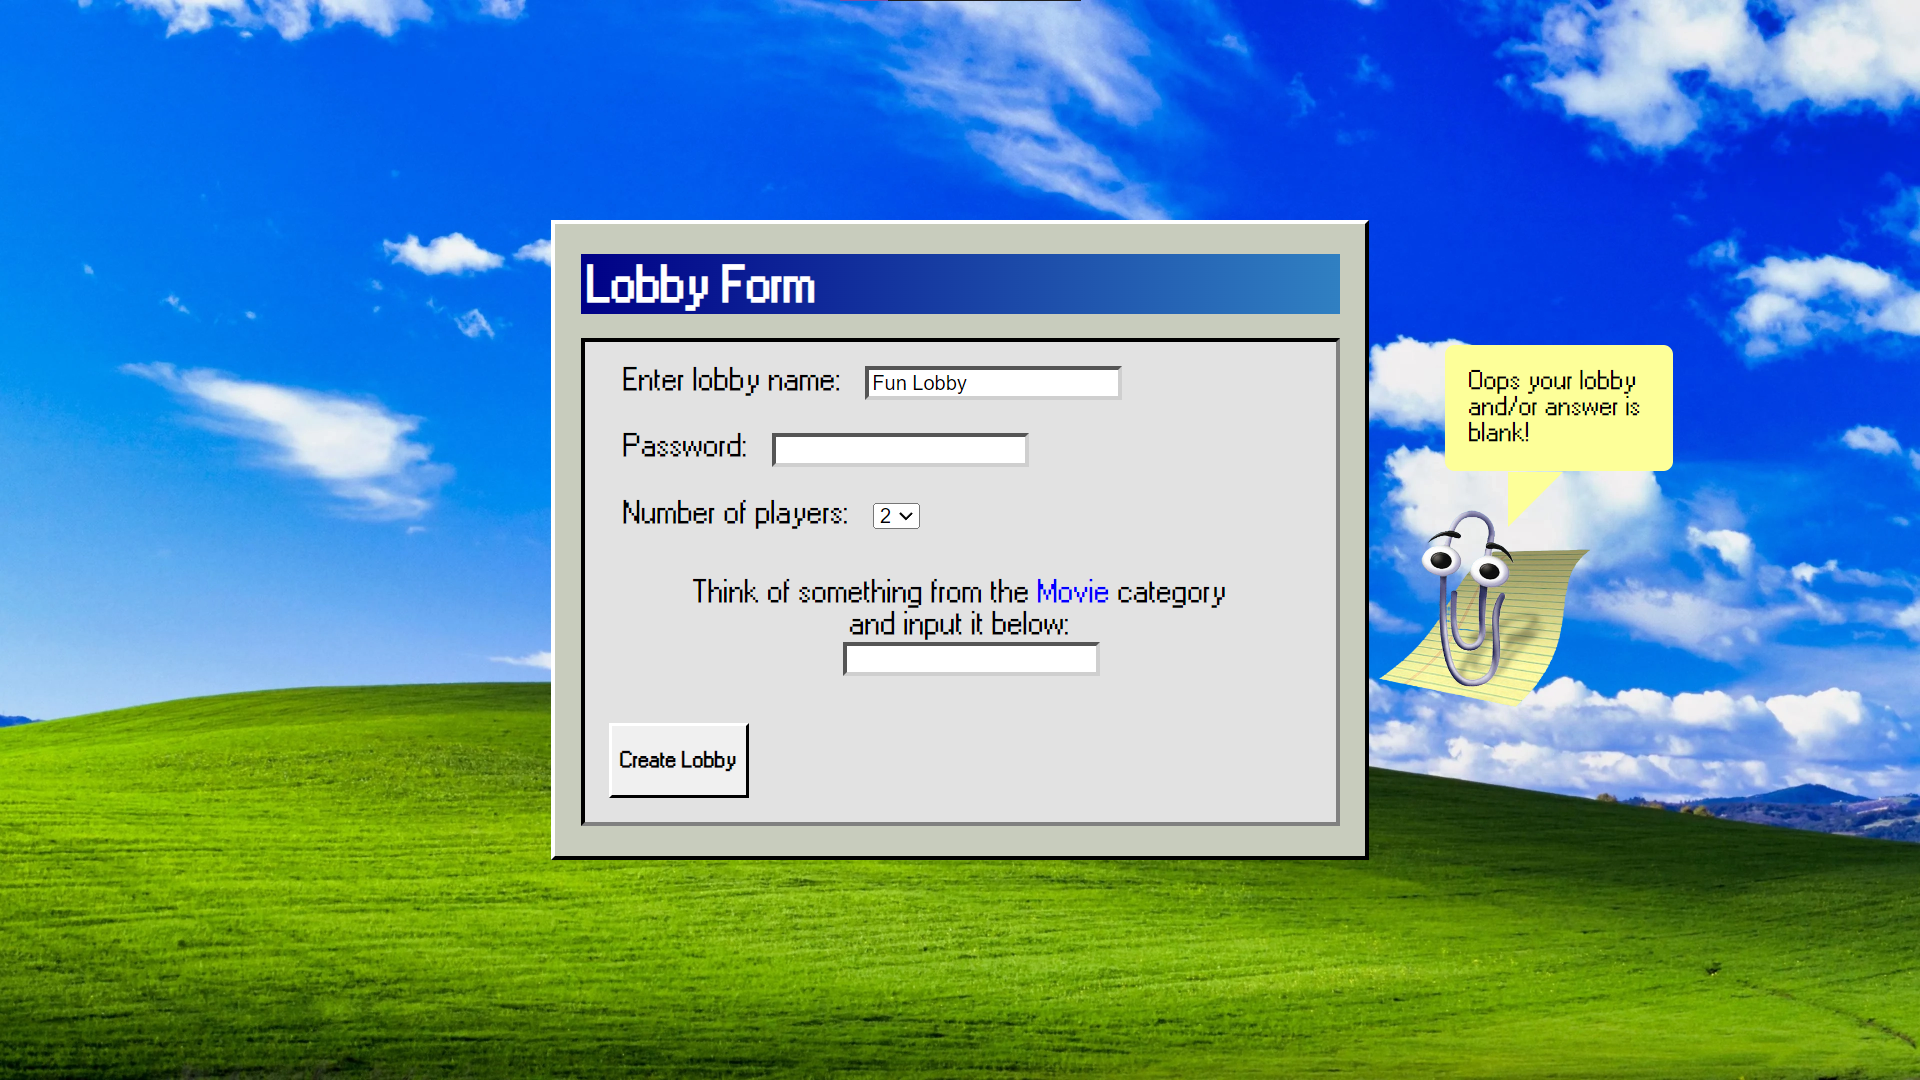 Lobby Form
Enter lobby name: Fun Lobby
Password:
Number of players: 2
Think of something from the Movie category
and input it below:
Create Lobby
Oops your lobby
and/or answer is
blank!